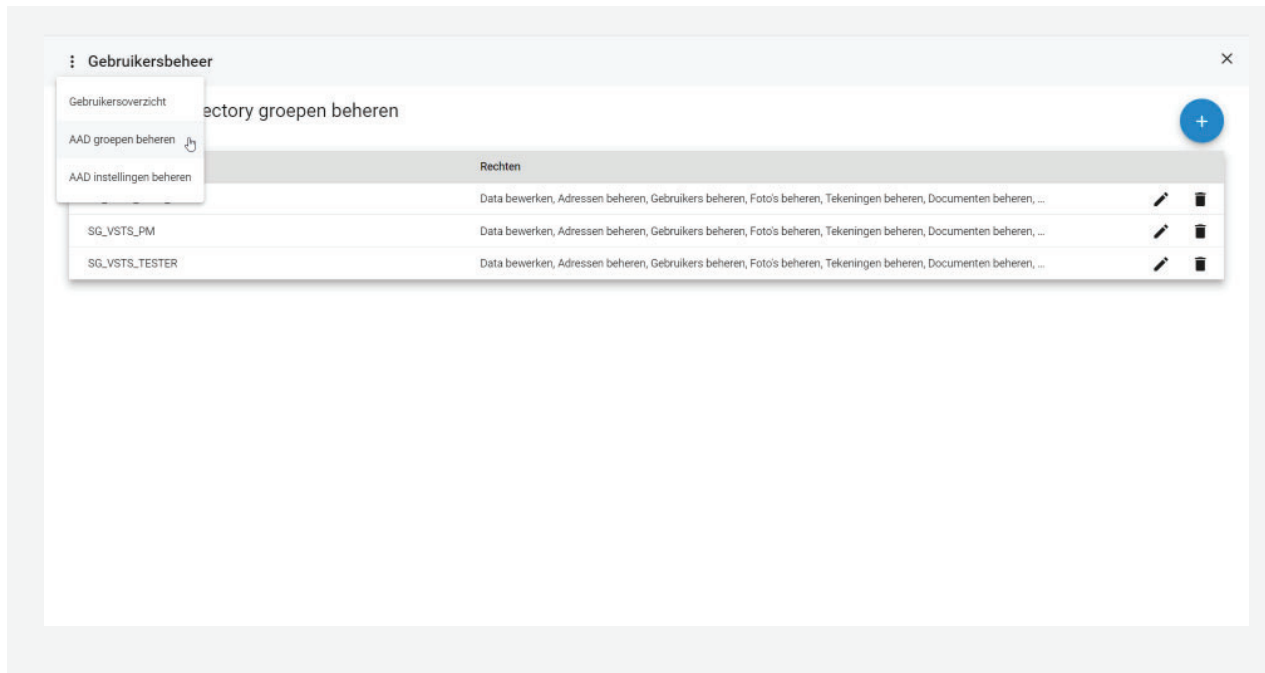 Gebruikersbeheer
Gebruikersoverzicht
ectory groepen beheren
AAD groepen beheren
AAD instellingen beheren
Rechten
Data bewerken, Adressen beheren, Gebruikers beheren, Foto's beheren, Tekeningen beheren, Documenten beheren, ...
SG_VSTS_PM Data bewerken, Adressen beheren, Gebruikers beheren, Foto's beheren, Tekeningen beheren, Documenten beheren, ...
SG_VSTS_TESTER Data bewerken, Adressen beheren, Gebruikers beheren, Foto's beheren, Tekeningen beheren, Documenten beheren, ...